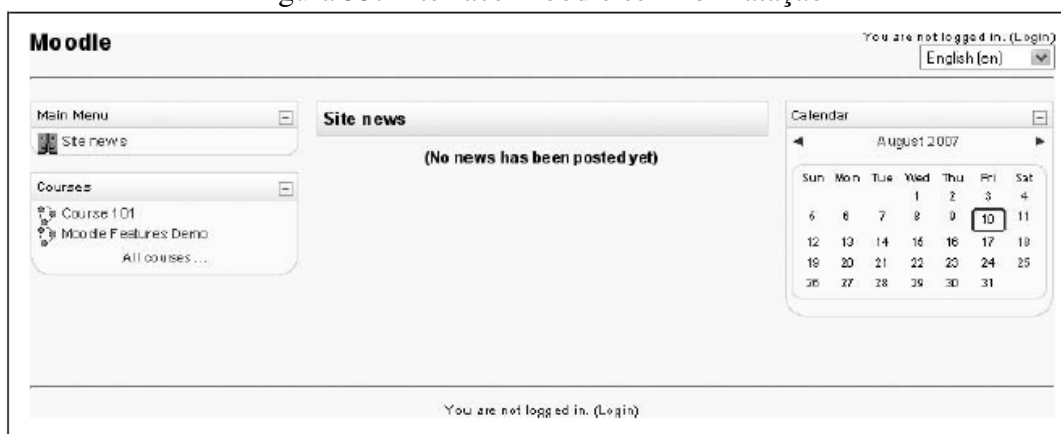 Moodle
You are not logged in. (Login)
English (en)
Main Menu
Site news
Courses
Course 101
Moodle Features Demo
All courses ...
Site news
(No news has been posted yet)
Calendar
August 2007
Sun Mon Tue Wed Thu Fri Sat
1 2 3 4
5 6 7 8 9 10 11
12 13 14 15 16 17 18
19 20 21 22 23 24 25
26 27 28 29 30 31
You are not logged in. (Login)